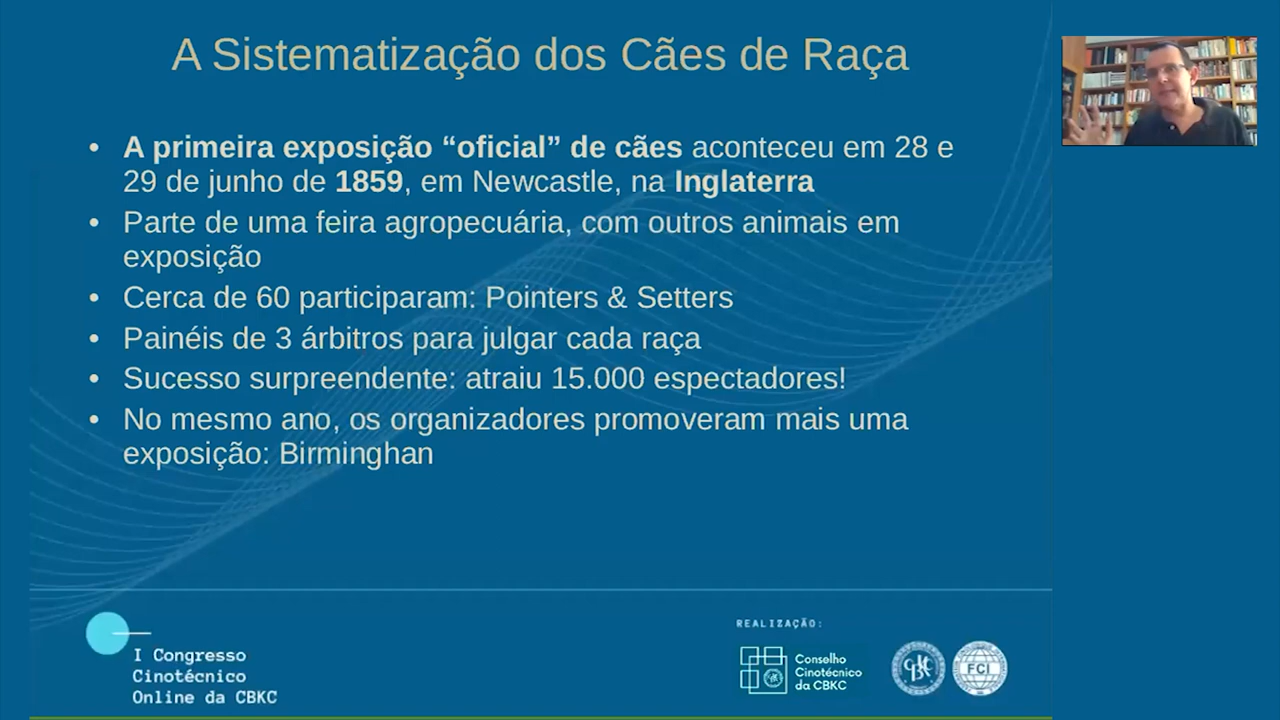 A Sistematização dos Cães de Raça
• A primeira exposição “oficial” de cães aconteceu em 28 e
29 de junho de 1859, em Newcastle, na Inglaterra
• Parte de uma feira agropecuária, com outros animais em
exposição
• Cerca de 60 participaram: Pointers & Setters
• Painéis de 3 árbitros para julgar cada raça
• Sucesso surpreendente: atraiu 15.000 espectadores!
• No mesmo ano, os organizadores promoveram mais uma
exposição: Birminghan
I Congresso
Cinotécnico
Online da CBKC
REALIZAÇÃO:
Conselho
Cinotécnico
da CBKC
FCI